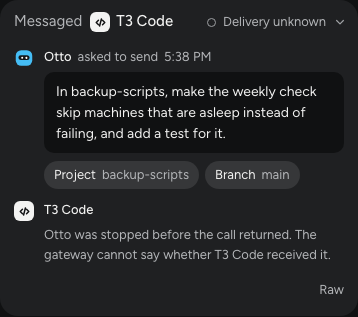 Messaged T3 Code Delivery unknown
Otto asked to send 5:38 PM
In backup-scripts, make the weekly check
skip machines that are asleep instead of
failing, and add a test for it.
Project backup-scripts Branch main
T3 Code
Otto was stopped before the call returned. The
gateway cannot say whether T3 Code received it.
Raw